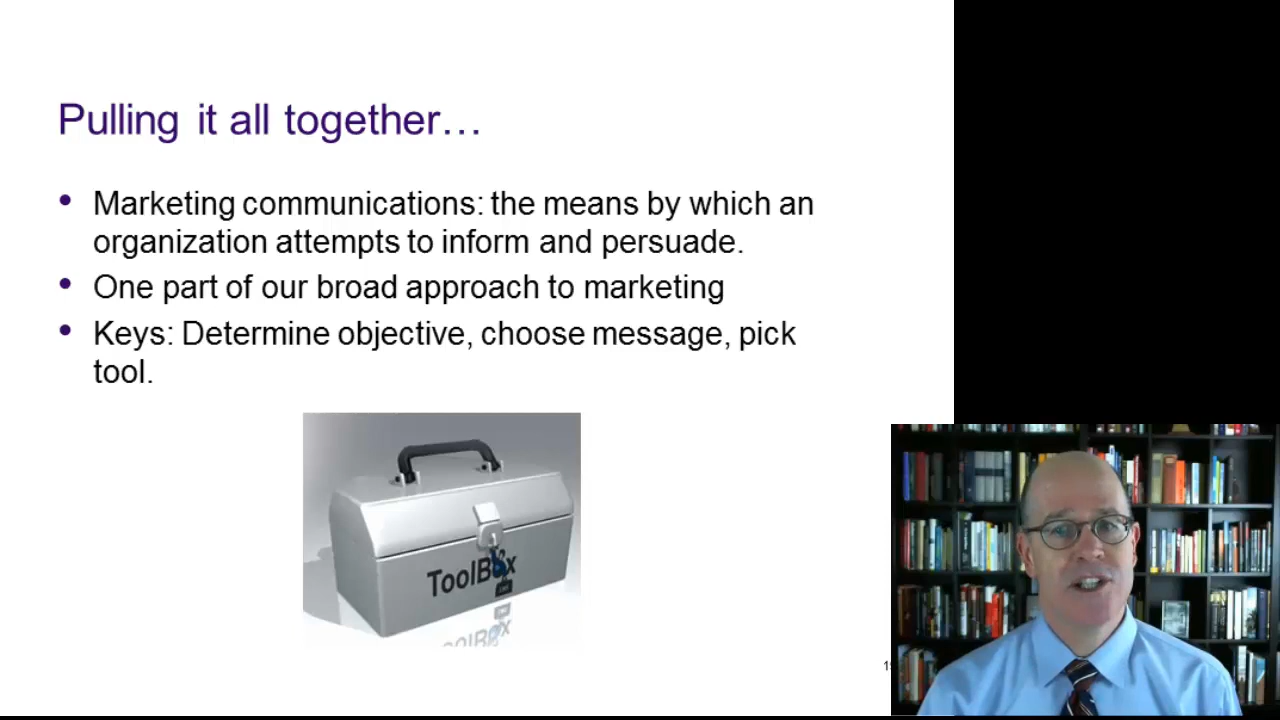 Pulling it all together…
• Marketing communications: the means by which an
organization attempts to inform and persuade.
• One part of our broad approach to marketing
• Keys: Determine objective, choose message, pick
tool.
ToolBox